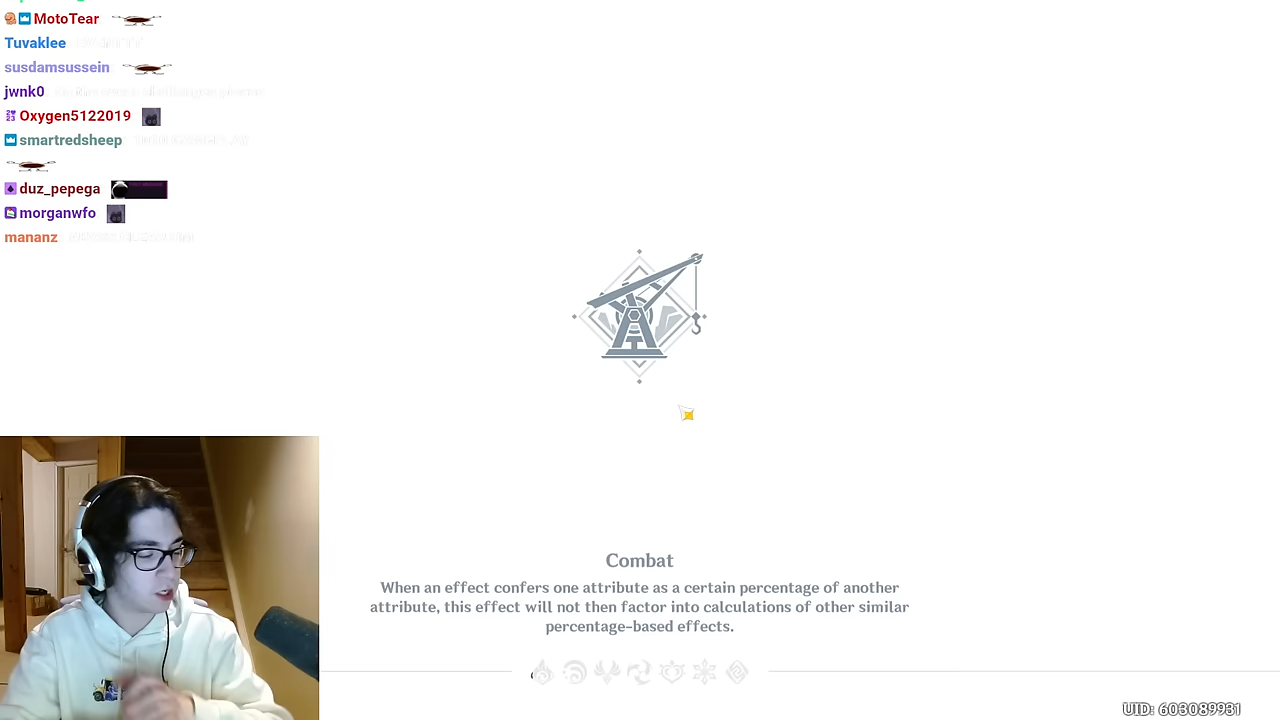 MotoTear
Tuvaklee
susdamsussein
jwnk0
Oxygen5122019
smartredsheep
duz_pepega
morganwfo
mananz
Combat
When an effect confers one attribute as a certain percentage of another
attribute, this effect will not then factor into calculations of other similar
percentage-based effects.
UID: 603089931